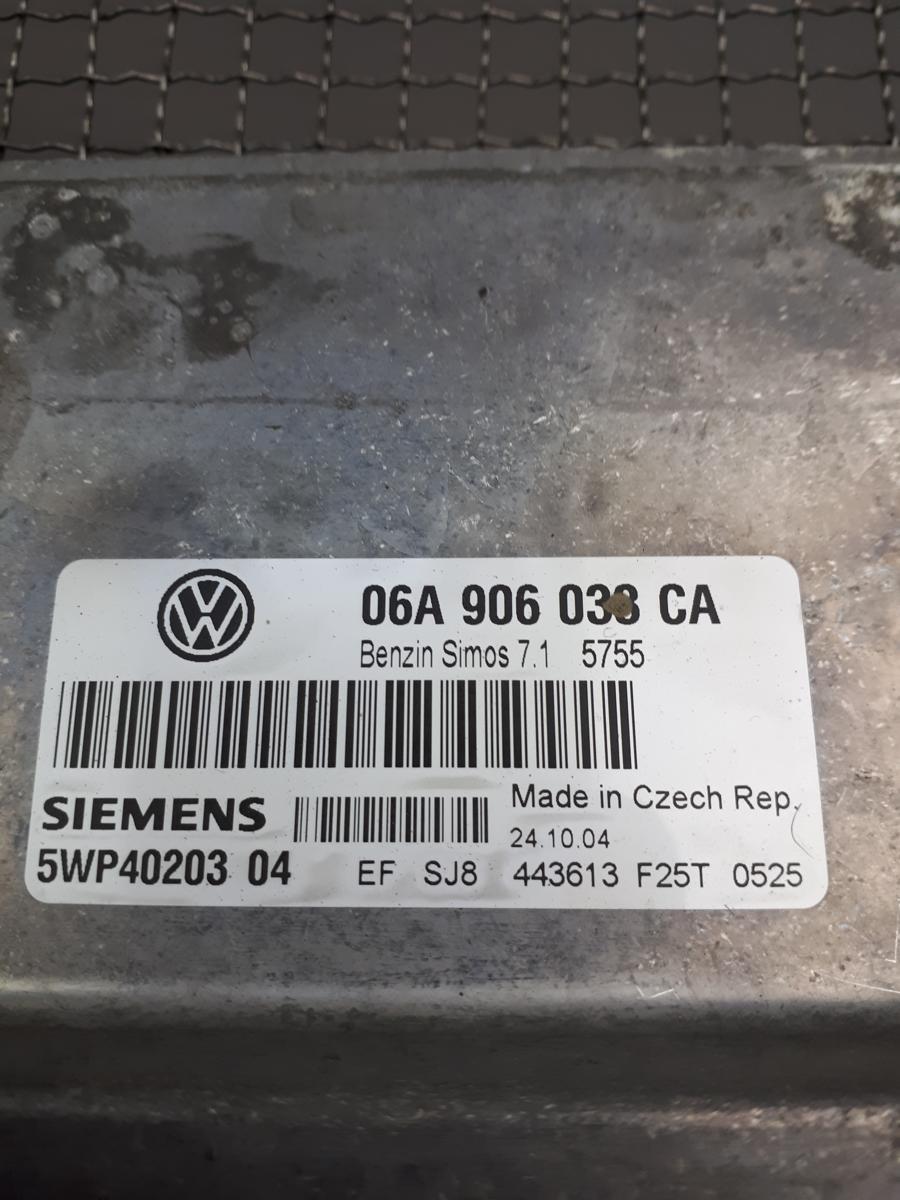 06A 906 033 CA
Benzin Simos 7.1 5755
SIEMENS
Made in Czech Rep.
24.10.04
5WP40203 04 EF SJ8 443613 F25T 0525